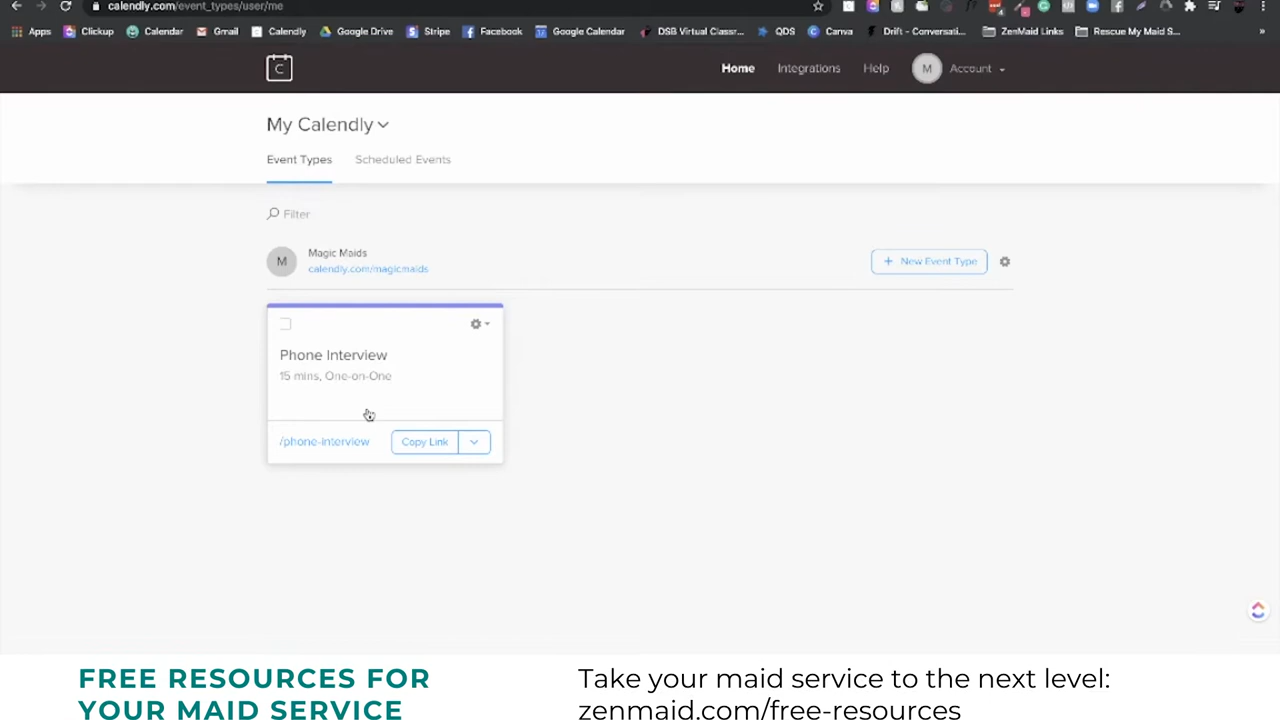 calendly.com/event_types/user/me
Apps Clickup Calendar Gmail Calendly Google Drive Stripe Facebook Google Calendar DSB Virtual Classr... QDS Canva Drift - Conversati... ZenMaid Links Rescue My Maid S... »
C Home Integrations Help M Account
My Calendly
Event Types Scheduled Events
Filter
M Magic Maids
calendly.com/magicmaids
+ New Event Type
Phone Interview
15 mins, One-on-One
/phone-interview Copy Link
FREE RESOURCES FOR
YOUR MAID SERVICE
Take your maid service to the next level:
zenmaid.com/free-resources